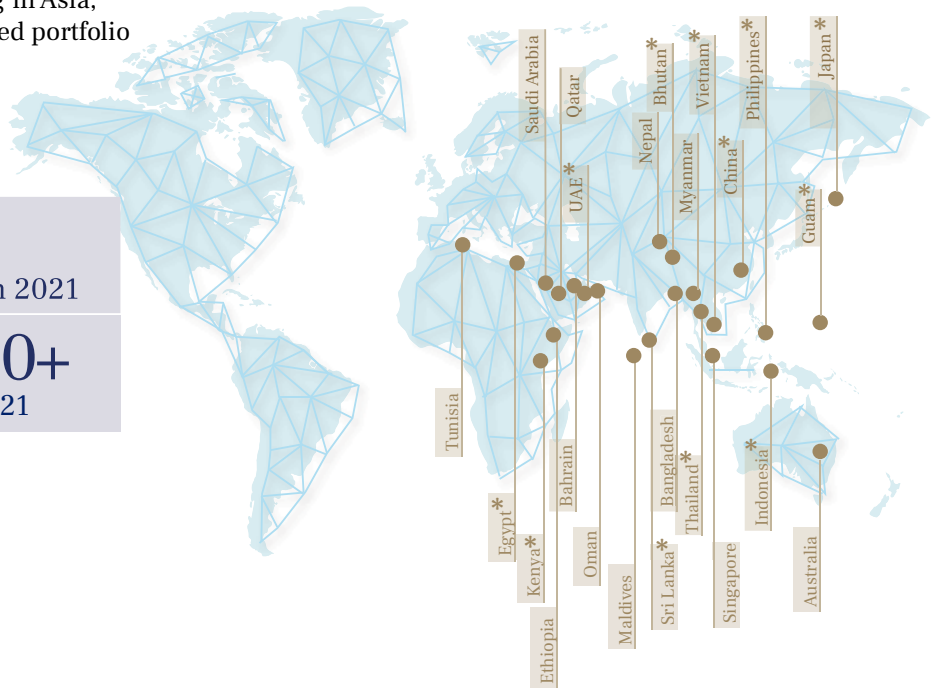 g in Asia,
ed portfolio
n 2021
0+
21
Saudi Arabia
Qatar
UAE*
Nepal
Bhutan*
Myanmar
Vietnam*
China*
Philippines*
Japan*
Guam*
Tunisia
Egypt*
Kenya*
Ethiopia
Bahrain
Oman
Maldives
Sri Lanka*
Bangladesh
Thailand*
Singapore
Indonesia*
Australia